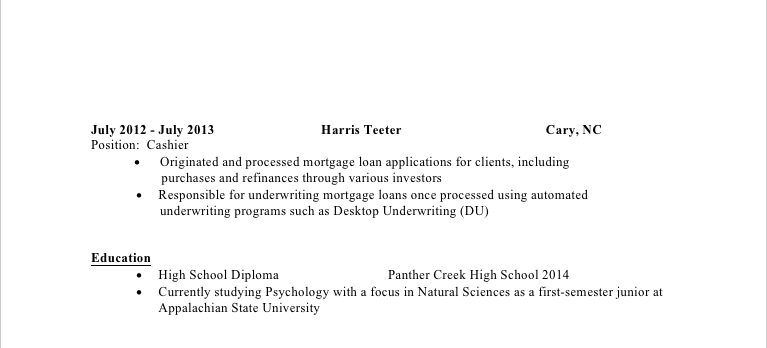 July 2012 - July 2013 Harris Teeter Cary, NC
Position: Cashier
• Originated and processed mortgage loan applications for clients, including
purchases and refinances through various investors
• Responsible for underwriting mortgage loans once processed using automated
underwriting programs such as Desktop Underwriting (DU)
Education
• High School Diploma Panther Creek High School 2014
• Currently studying Psychology with a focus in Natural Sciences as a first-semester junior at
Appalachian State University